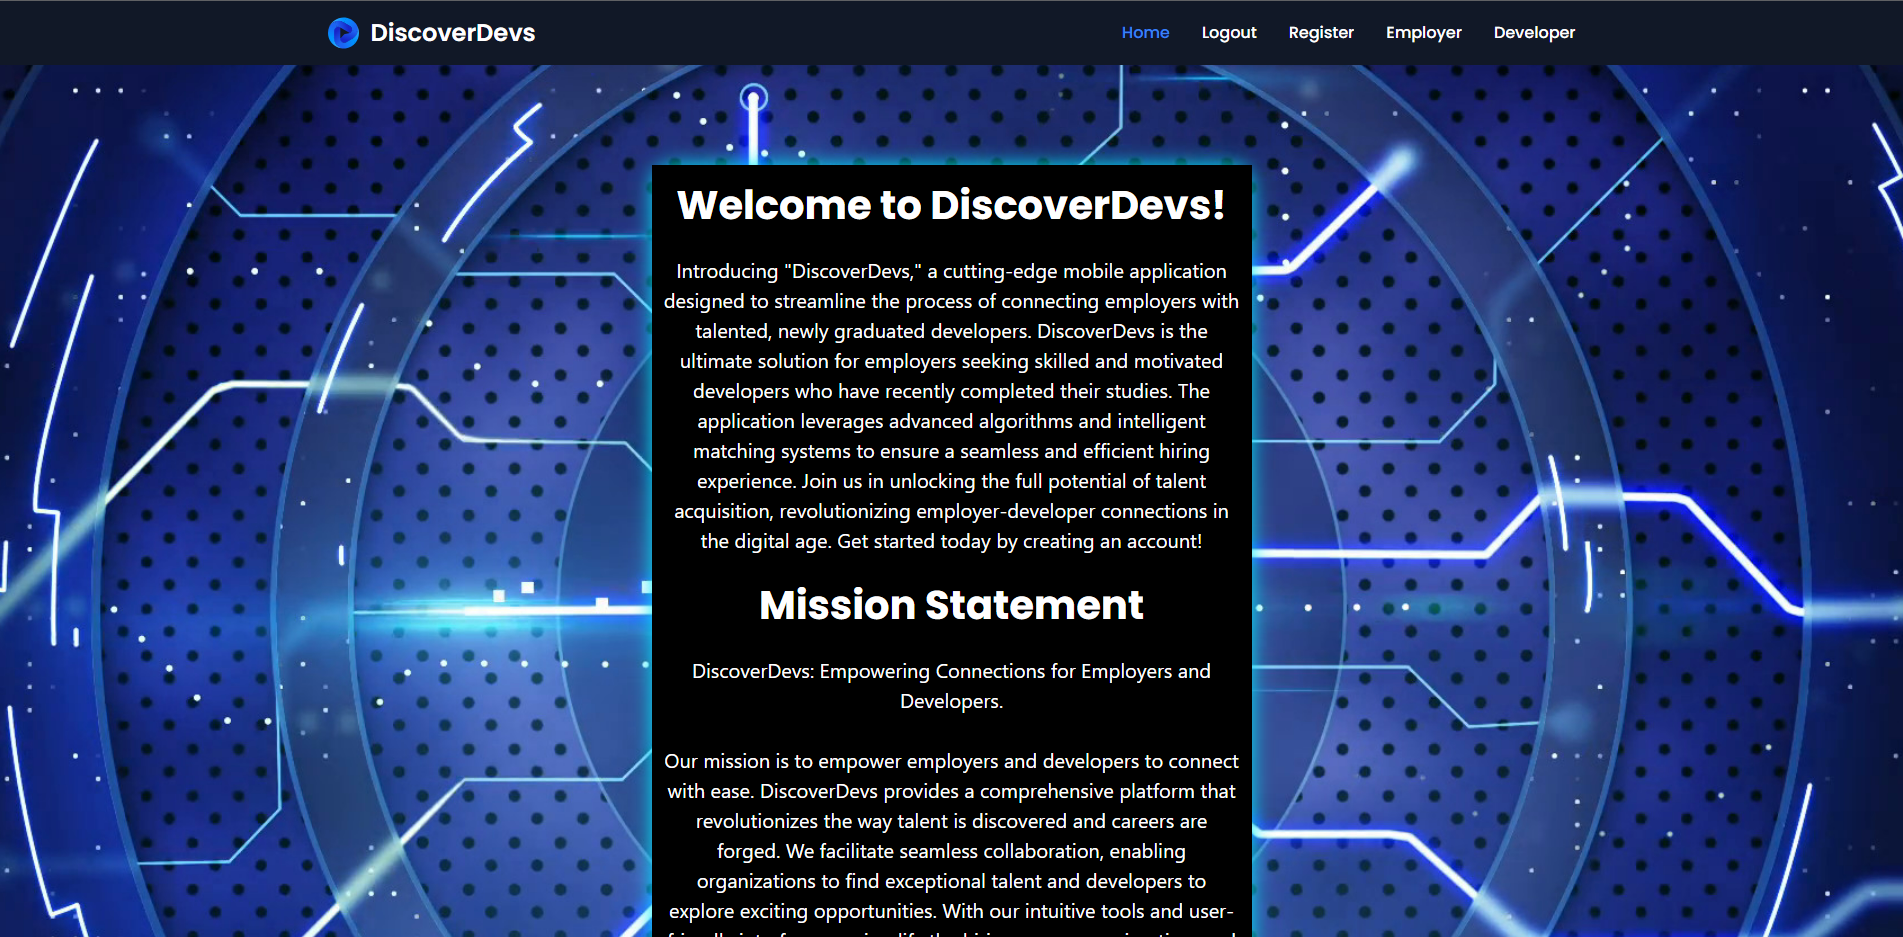 DiscoverDevs
Home Logout Register Employer Developer
Welcome to DiscoverDevs!
Introducing "DiscoverDevs," a cutting-edge mobile application
designed to streamline the process of connecting employers with
talented, newly graduated developers. DiscoverDevs is the
ultimate solution for employers seeking skilled and motivated
developers who have recently completed their studies. The
application leverages advanced algorithms and intelligent
matching systems to ensure a seamless and efficient hiring
experience. Join us in unlocking the full potential of talent
acquisition, revolutionizing employer-developer connections in
the digital age. Get started today by creating an account!
Mission Statement
DiscoverDevs: Empowering Connections for Employers and
Developers.
Our mission is to empower employers and developers to connect
with ease. DiscoverDevs provides a comprehensive platform that
revolutionizes the way talent is discovered and careers are
forged. We facilitate seamless collaboration, enabling
organizations to find exceptional talent and developers to
explore exciting opportunities. With our intuitive tools and user-